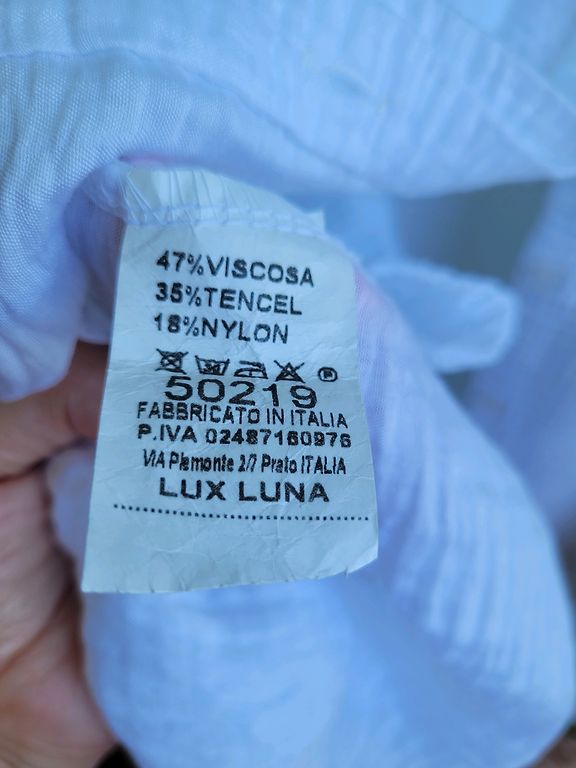 47%VISCOSA
35%TENCEL
18%NYLON
P
50219
FABBRICATO IN ITALIA
P.IVA 02487160976
VIA Piemonte 2/7 Prato ITALIA
LUX LUNA